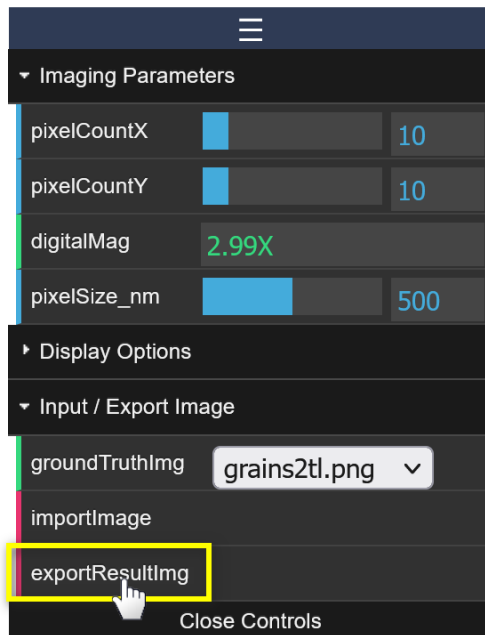 Imaging Parameters
pixelCountX 10
pixelCountY 10
digitalMag 2.99X
pixelSize_nm 500
Display Options
Input / Export Image
groundTruthImg grains2tl.png
importImage
exportResultImg
Close Controls